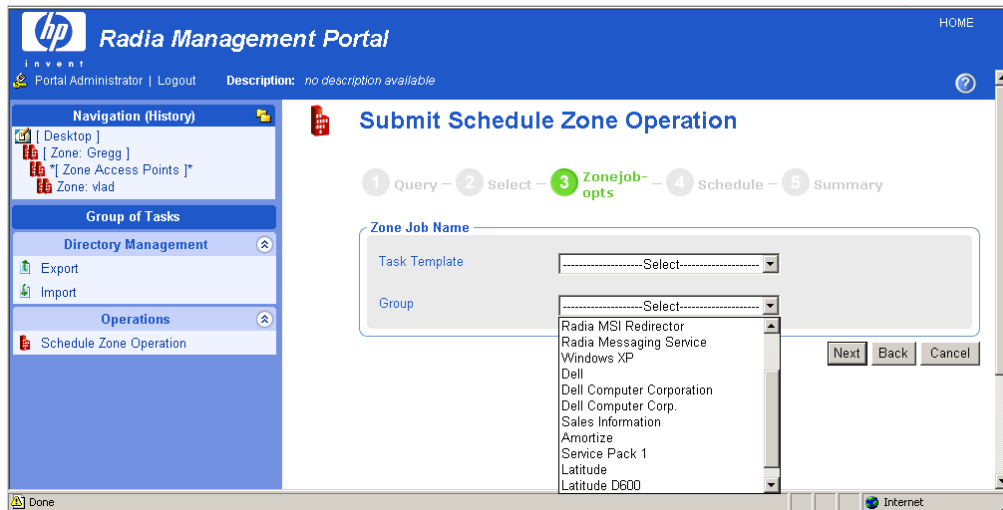 HOME
hp
Radia Management Portal
invent
Portal Administrator | Logout
Description: no description available
?
Navigation (History)
[ Desktop ]
[ Zone: Gregg ]
*[ Zone Access Points ]*
Zone: vlad
Group of Tasks
Directory Management
Export
Import
Operations
Schedule Zone Operation
Submit Schedule Zone Operation
1 Query – 2 Select – 3 Zonejob-opts – 4 Schedule – 5 Summary
Zone Job Name
Task Template
--------------------Select-------------------
Group
--------------------Select-------------------
Radia MSI Redirector
Radia Messaging Service
Windows XP
Dell
Dell Computer Corporation
Dell Computer Corp.
Sales Information
Amortize
Service Pack 1
Latitude
Latitude D600
Next Back Cancel
Done
Internet